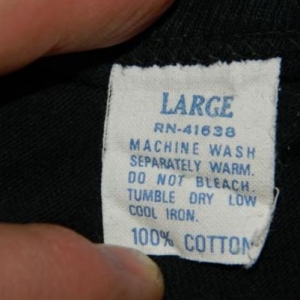 LARGE
RN-41638
MACHINE WASH
SEPARATELY WARM.
DO NOT BLEACH.
TUMBLE DRY LOW
COOL IRON.
100% COTTON